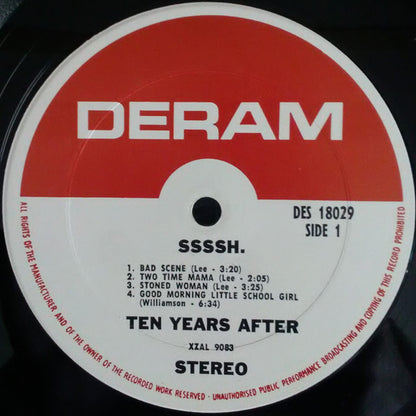 DERAM
DES 18029
SIDE 1
SSSSH.
1. BAD SCENE (Lee - 3:20)
2. TWO TIME MAMA (Lee - 2:05)
3. STONED WOMAN (Lee - 3:25)
4. GOOD MORNING LITTLE SCHOOL GIRL
(Williamson - 6:34)
TEN YEARS AFTER
XZAL 9083
STEREO
ALL RIGHTS OF THE MANUFACTURER AND OF THE OWNER OF THE RECORDED WORK RESERVED - UNAUTHORISED PUBLIC PERFORMANCE BROADCASTING AND COPYING OF THIS RECORD PROHIBITED